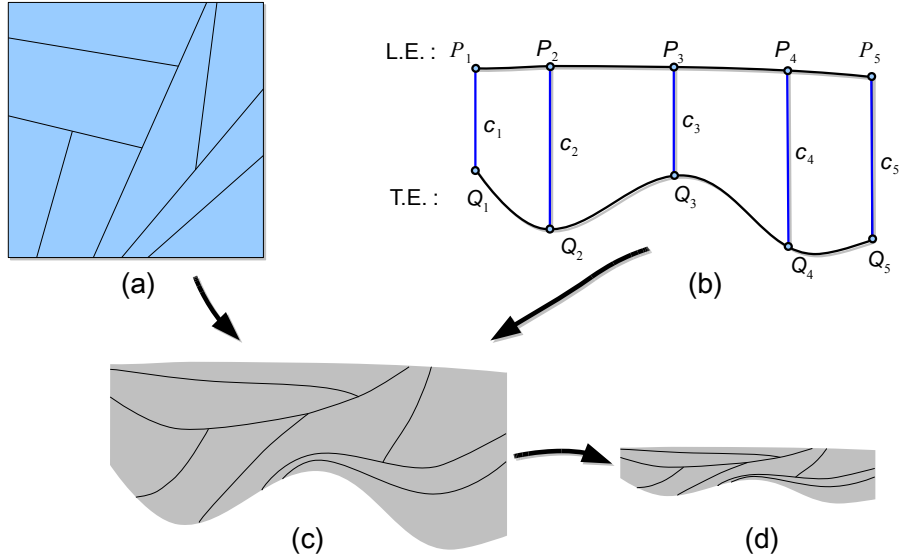 L.E. : P₁ P₂ P₃ P₄ P₅
c₁ c₂ c₃ c₄ c₅
T.E. : Q₁ Q₂ Q₃ Q₄ Q₅
(a) (b)
(c) (d)